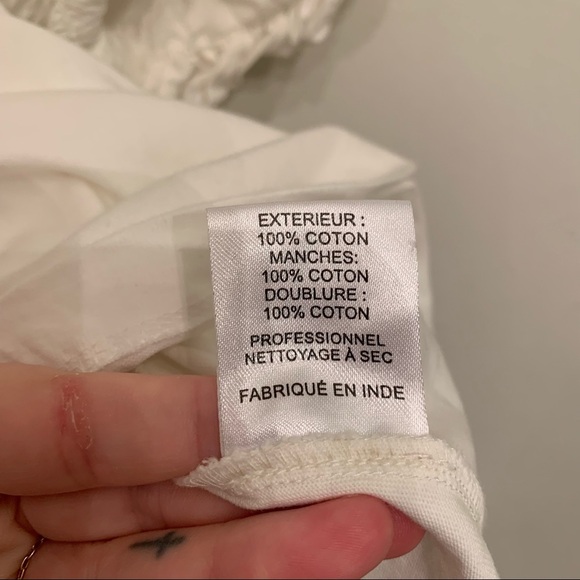 EXTERIEUR :
100% COTON
MANCHES:
100% COTON
DOUBLURE :
100% COTON
PROFESSIONNEL
NETTOYAGE À SEC
FABRIQUÉ EN INDE